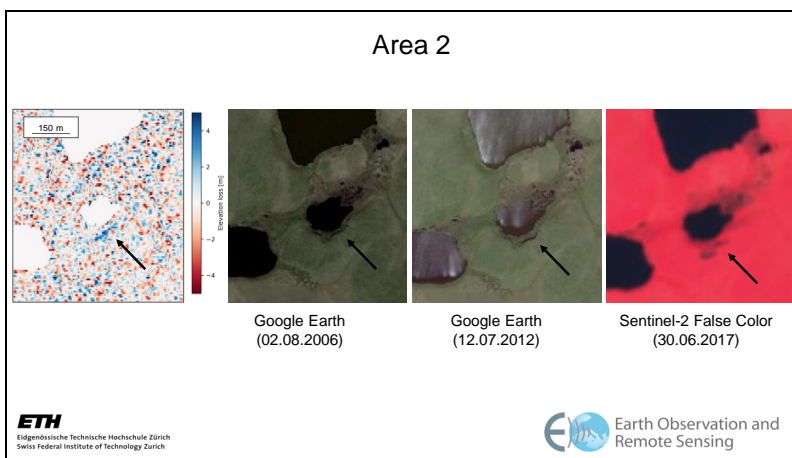 Area 2
150 m
4
2
0
−2
−4
Elevation loss [m]
Google Earth
(02.08.2006)
Google Earth
(12.07.2012)
Sentinel-2 False Color
(30.06.2017)
ETH
Eidgenössische Technische Hochschule Zürich
Swiss Federal Institute of Technology Zurich
Earth Observation and
Remote Sensing